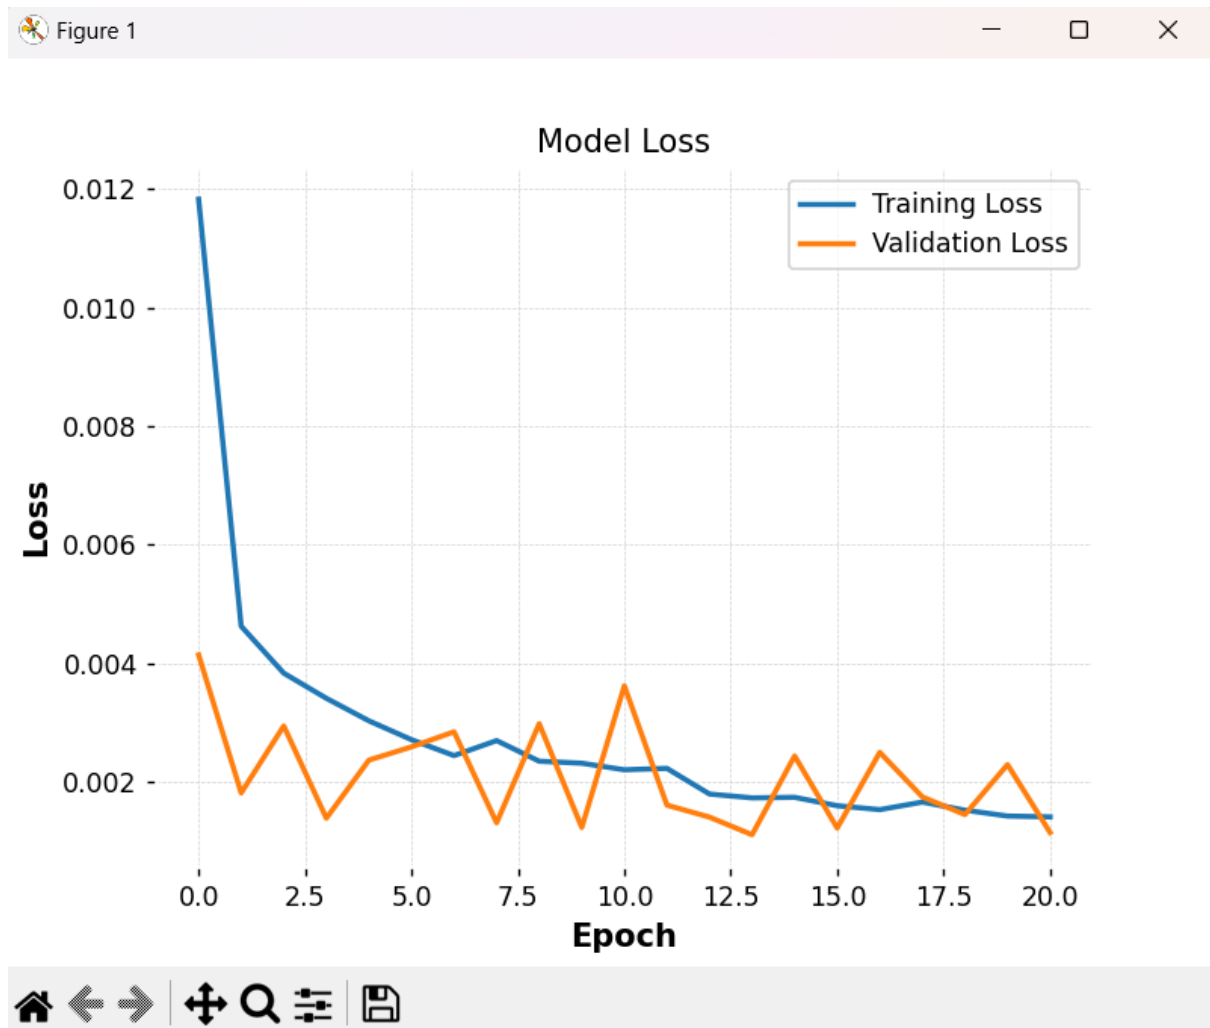 Figure 1
Model Loss
0.012
0.010
0.008
0.006
0.004
0.002
Loss
Training Loss
Validation Loss
0.0 2.5 5.0 7.5 10.0 12.5 15.0 17.5 20.0
Epoch